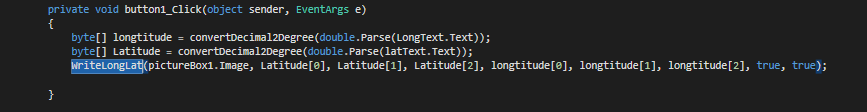 private void button1_Click(object sender, EventArgs e)
{
byte[] longtitude = convertDecimal2Degree(double.Parse(LongText.Text));
byte[] Latitude = convertDecimal2Degree(double.Parse(latText.Text));
WriteLongLat(pictureBox1.Image, Latitude[0], Latitude[1], Latitude[2], longtitude[0], longtitude[1], longtitude[2], true, true);
}